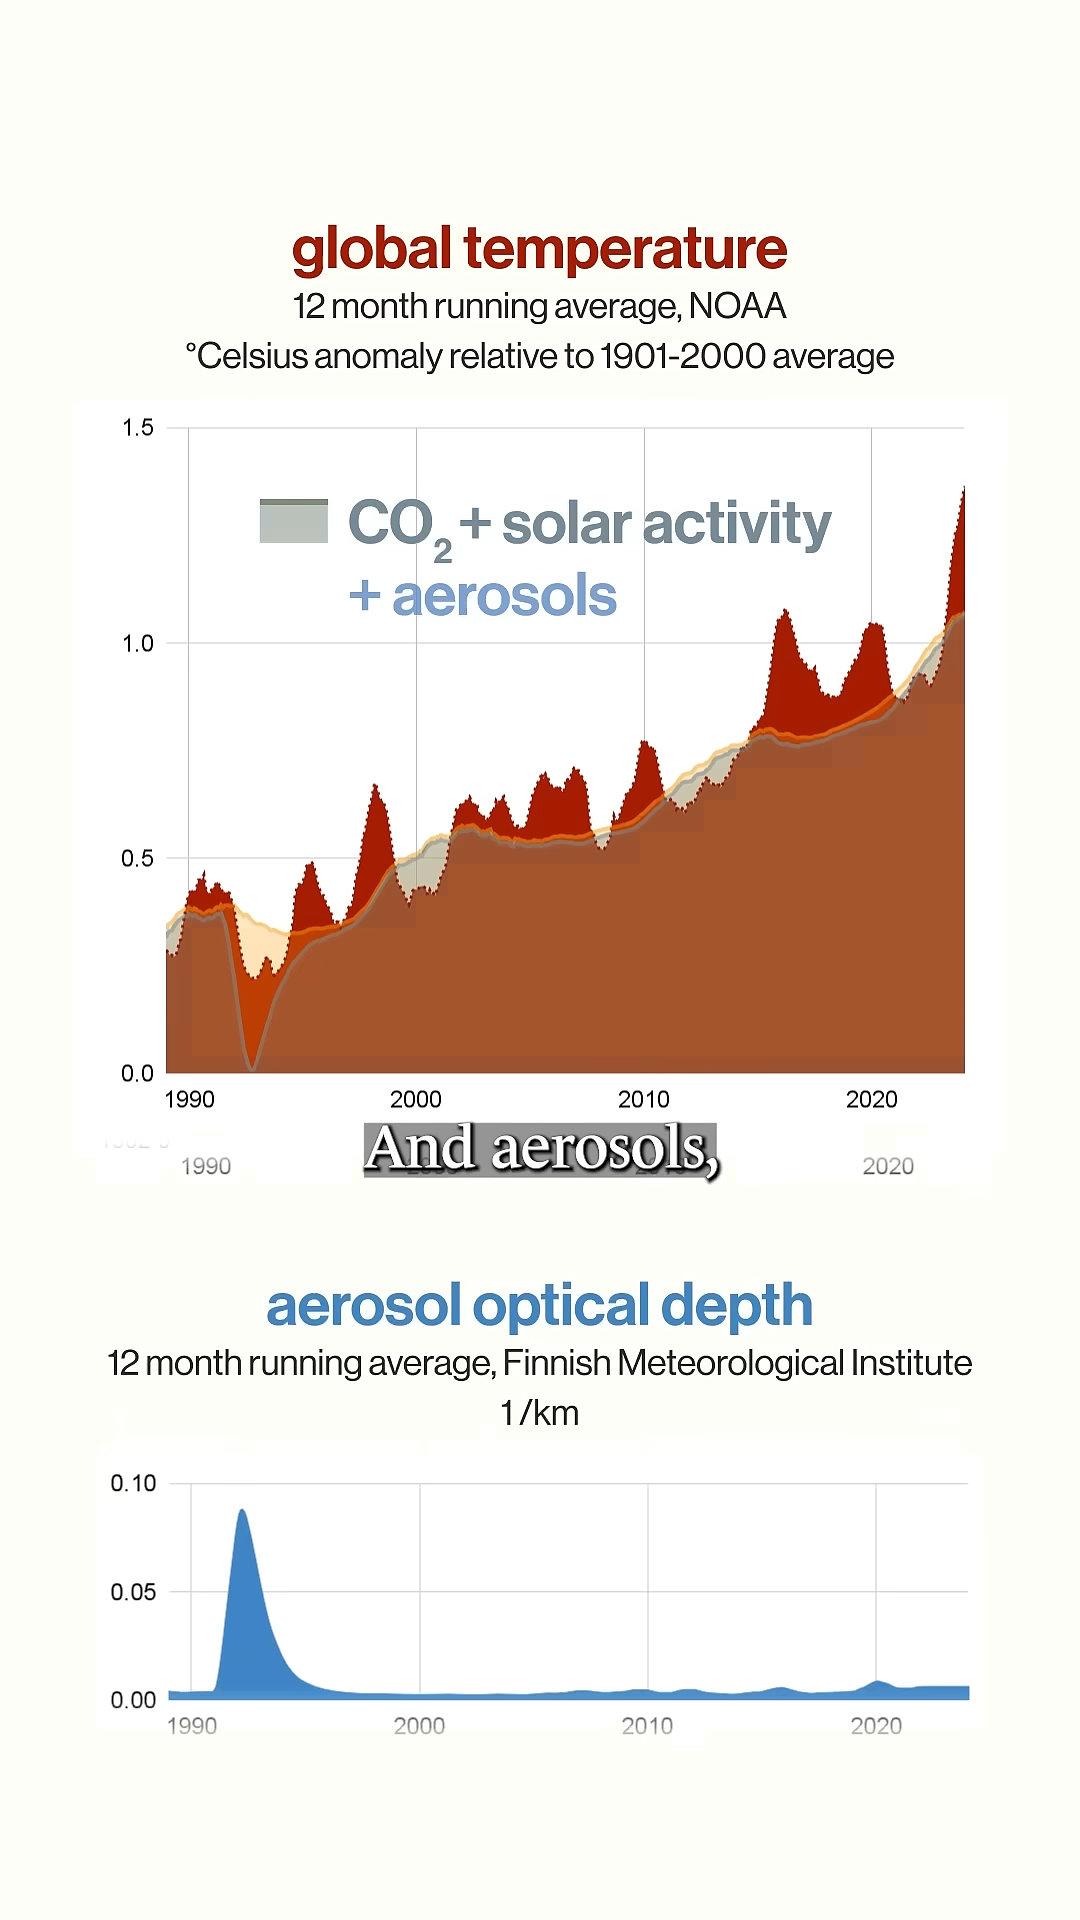 global temperature
12 month running average, NOAA
°Celsius anomaly relative to 1901-2000 average
1.5
CO₂ + solar activity
+ aerosols
1.0
0.5
0.0
1990 2000 2010 2020
And aerosols,
1990 2020
aerosol optical depth
12 month running average, Finnish Meteorological Institute
1/km
0.10
0.05
0.00
1990 2000 2010 2020